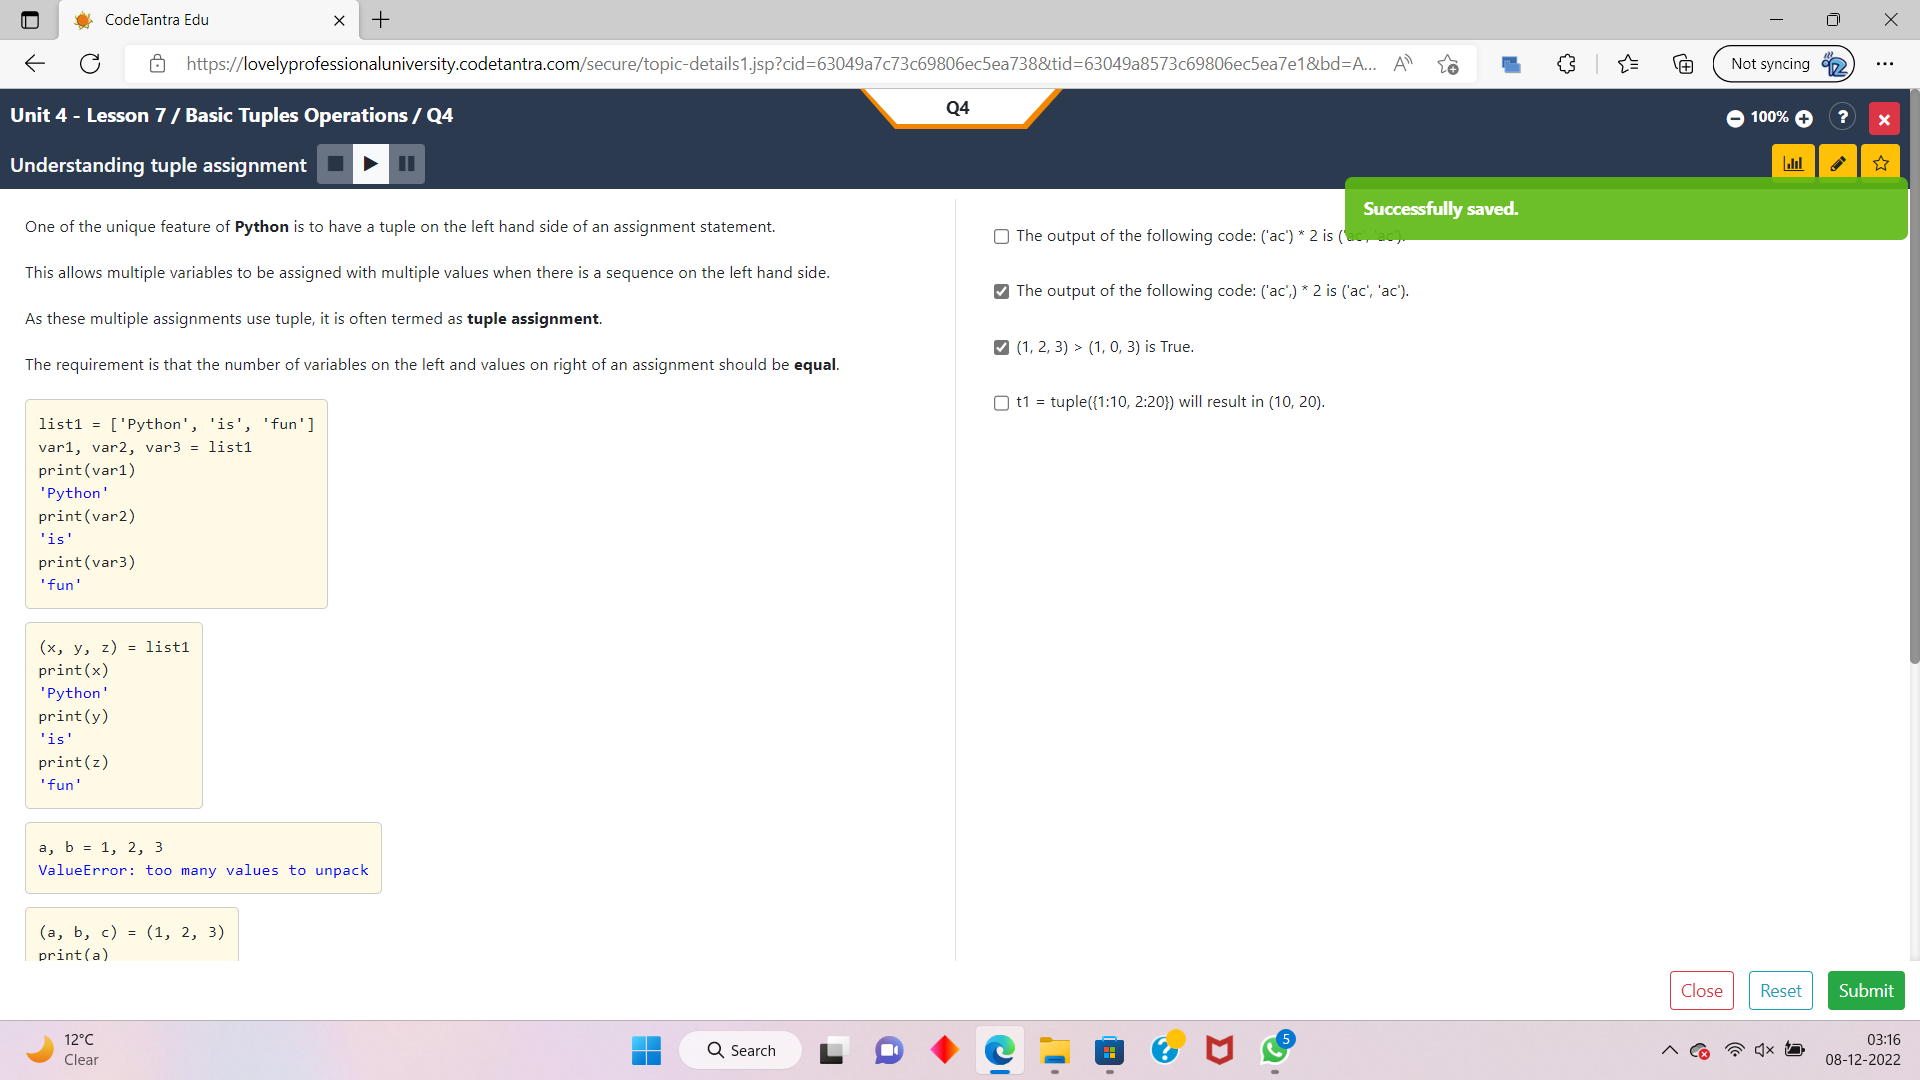 CodeTantra Edu
https://lovelyprofessionaluniversity.codetantra.com/secure/topic-details1.jsp?cid=63049a7c73c69806ec5ea738&tid=63049a8573c69806ec5ea7e1&bd=A...
Not syncing
Unit 4 - Lesson 7 / Basic Tuples Operations / Q4
Q4
100%
?
Understanding tuple assignment
Successfully saved.
One of the unique feature of Python is to have a tuple on the left hand side of an assignment statement.
This allows multiple variables to be assigned with multiple values when there is a sequence on the left hand side.
As these multiple assignments use tuple, it is often termed as tuple assignment.
The requirement is that the number of variables on the left and values on right of an assignment should be equal.
list1 = ['Python', 'is', 'fun']
var1, var2, var3 = list1
print(var1)
'Python'
print(var2)
'is'
print(var3)
'fun'
(x, y, z) = list1
print(x)
'Python'
print(y)
'is'
print(z)
'fun'
a, b = 1, 2, 3
ValueError: too many values to unpack
(a, b, c) = (1, 2, 3)
print(a)
The output of the following code: ('ac') * 2 is ('ac', 'ac').
The output of the following code: ('ac',) * 2 is ('ac', 'ac').
(1, 2, 3) > (1, 0, 3) is True.
t1 = tuple({1:10, 2:20}) will result in (10, 20).
Close
Reset
Submit
12°C
Clear
Search
5
03:16
08-12-2022